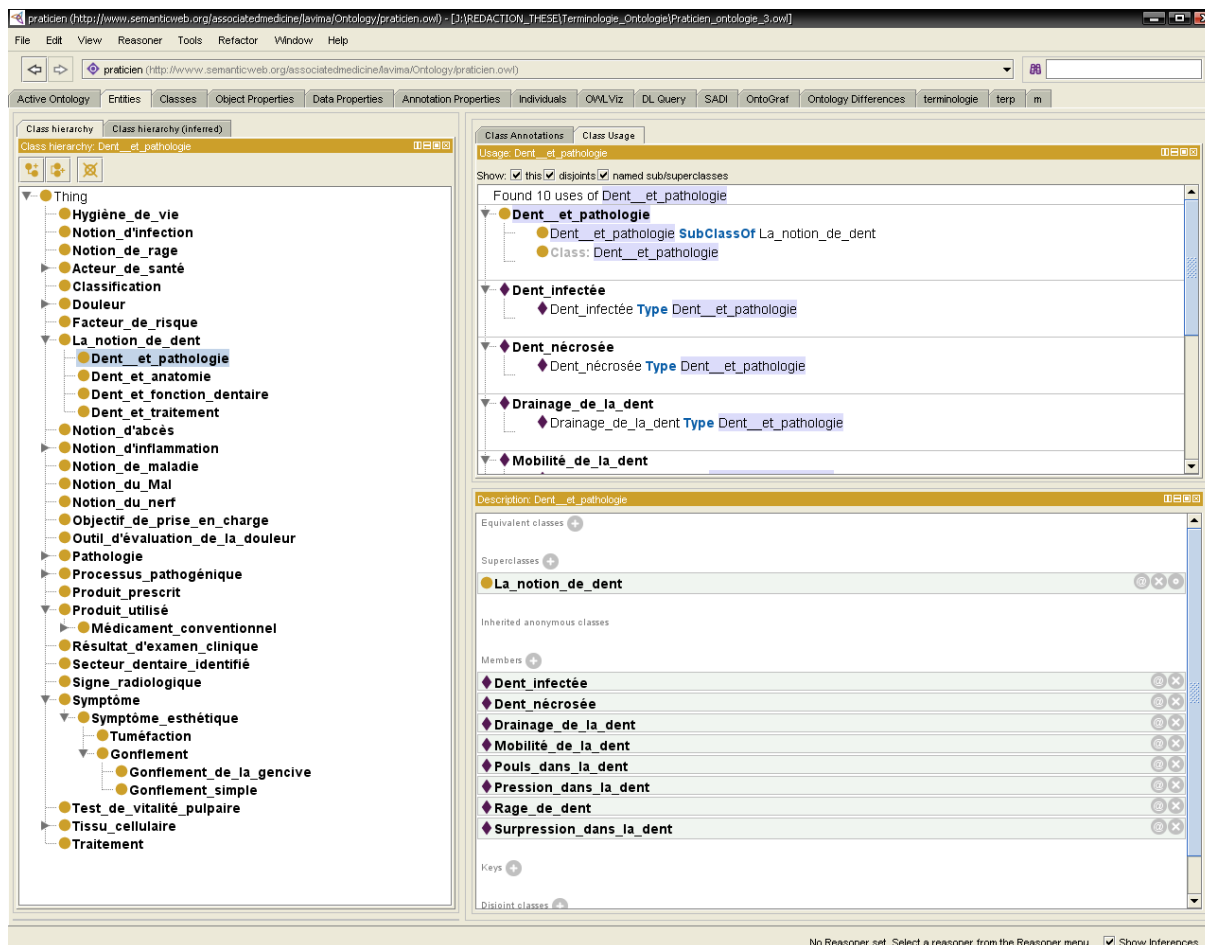 praticien (http://www.semanticweb.org/associatedmedicine/lavima/Ontology/praticien.owl) - [J:\REDACTION_THESE\Terminologie_Ontologie\Praticien_ontologie_3.owl]
File Edit View Reasoner Tools Refactor Window Help
praticien (http://www.semanticweb.org/associatedmedicine/lavima/Ontology/praticien.owl)
Active Ontology Entities Classes Object Properties Data Properties Annotation Properties Individuals OWLViz DL Query SADI OntoGraf Ontology Differences terminologie terp m
Class hierarchy Class hierarchy (inferred)
Class hierarchy: Dent__et_pathologie
Thing
Hygiène_de_vie
Notion_d'infection
Notion_de_rage
Acteur_de_santé
Classification
Douleur
Facteur_de_risque
La_notion_de_dent
Dent__et_pathologie
Dent_et_anatomie
Dent_et_fonction_dentaire
Dent_et_traitement
Notion_d'abcès
Notion_d'inflammation
Notion_de_maladie
Notion_du_Mal
Notion_du_nerf
Objectif_de_prise_en_charge
Outil_d'évaluation_de_la_douleur
Pathologie
Processus_pathogénique
Produit_prescrit
Produit_utilisé
Médicament_conventionnel
Résultat_d'examen_clinique
Secteur_dentaire_identifié
Signe_radiologique
Symptôme
Symptôme_esthétique
Tuméfaction
Gonflement
Gonflement_de_la_gencive
Gonflement_simple
Test_de_vitalité_pulpaire
Tissu_cellulaire
Traitement
Class Annotations Class Usage
Usage: Dent__et_pathologie
Show: this disjoints named sub/superclasses
Found 10 uses of Dent__et_pathologie
Dent__et_pathologie
Dent__et_pathologie SubClassOf La_notion_de_dent
Class: Dent__et_pathologie
Dent_infectée
Dent_infectée Type Dent__et_pathologie
Dent_nécrosée
Dent_nécrosée Type Dent__et_pathologie
Drainage_de_la_dent
Drainage_de_la_dent Type Dent__et_pathologie
Mobilité_de_la_dent
Description: Dent__et_pathologie
Equivalent classes
Superclasses
La_notion_de_dent
Inherited anonymous classes
Members
Dent_infectée
Dent_nécrosée
Drainage_de_la_dent
Mobilité_de_la_dent
Pouls_dans_la_dent
Pression_dans_la_dent
Rage_de_dent
Surpression_dans_la_dent
Keys
Disjoint classes
No Reasoner set. Select a reasoner from the Reasoner menu Show Inferences